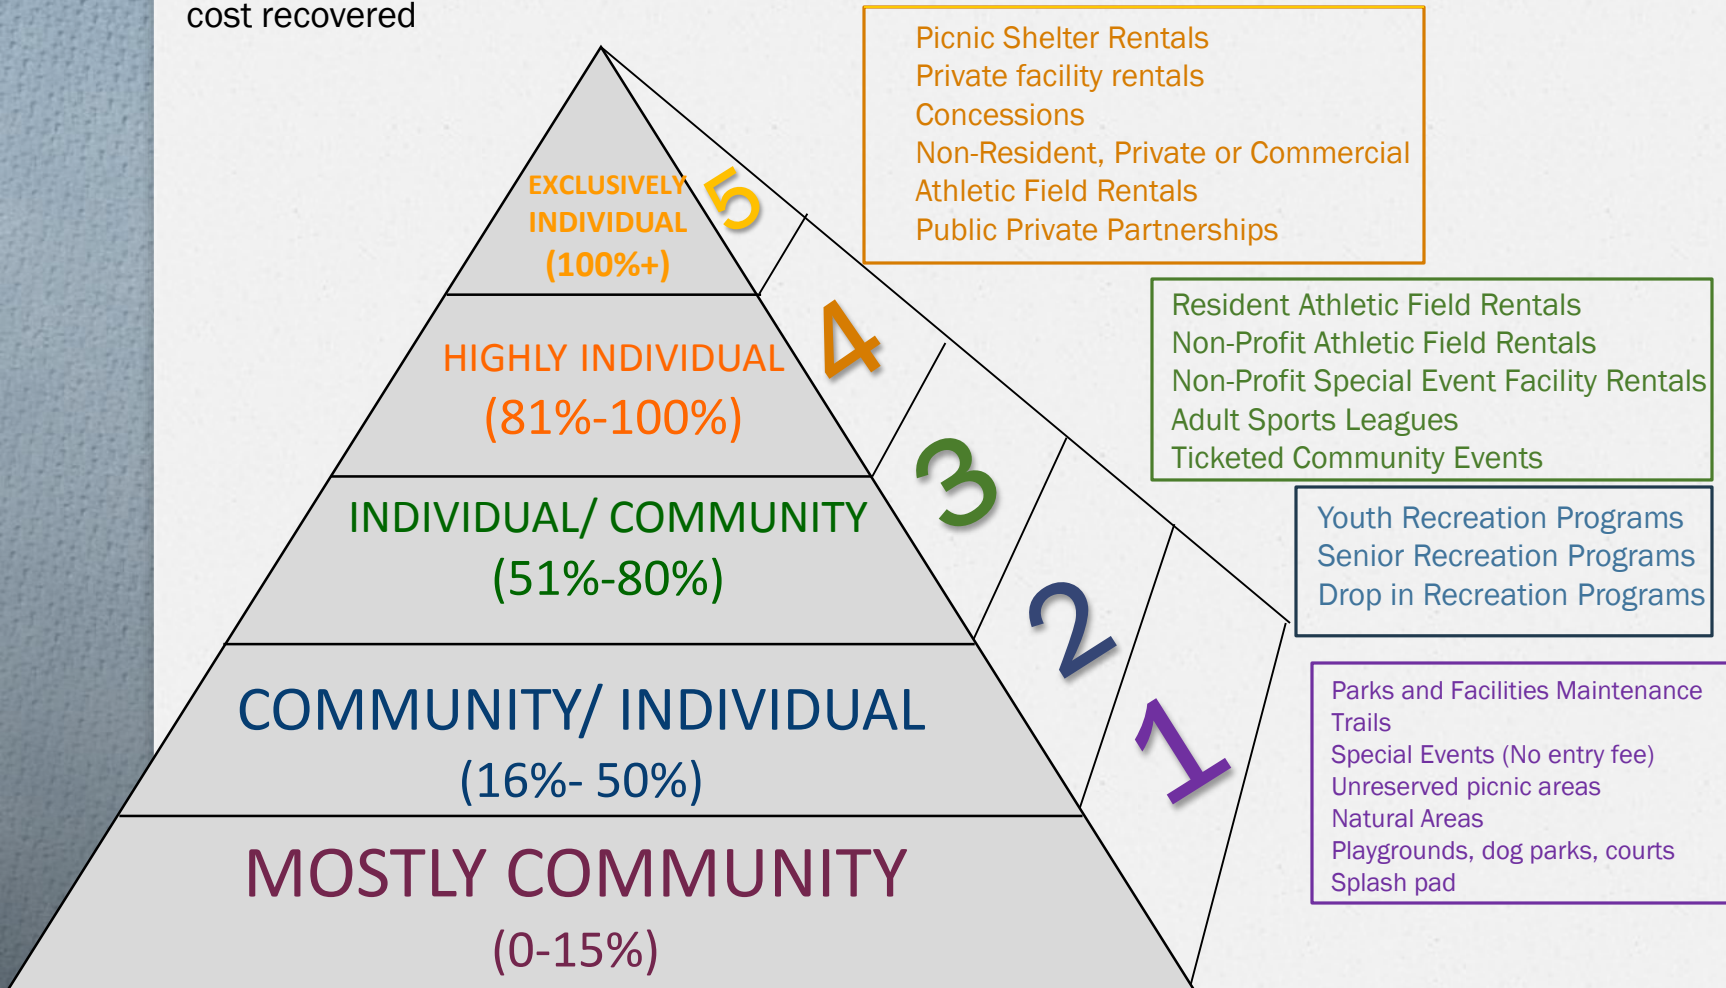 cost recovered
EXCLUSIVELY
INDIVIDUAL
(100%+)
5
HIGHLY INDIVIDUAL
(81%-100%)
4
INDIVIDUAL/ COMMUNITY
(51%-80%)
3
COMMUNITY/ INDIVIDUAL
(16%- 50%)
2
MOSTLY COMMUNITY
(0-15%)
1
Picnic Shelter Rentals
Private facility rentals
Concessions
Non-Resident, Private or Commercial
Athletic Field Rentals
Public Private Partnerships
Resident Athletic Field Rentals
Non-Profit Athletic Field Rentals
Non-Profit Special Event Facility Rentals
Adult Sports Leagues
Ticketed Community Events
Youth Recreation Programs
Senior Recreation Programs
Drop in Recreation Programs
Parks and Facilities Maintenance
Trails
Special Events (No entry fee)
Unreserved picnic areas
Natural Areas
Playgrounds, dog parks, courts
Splash pad